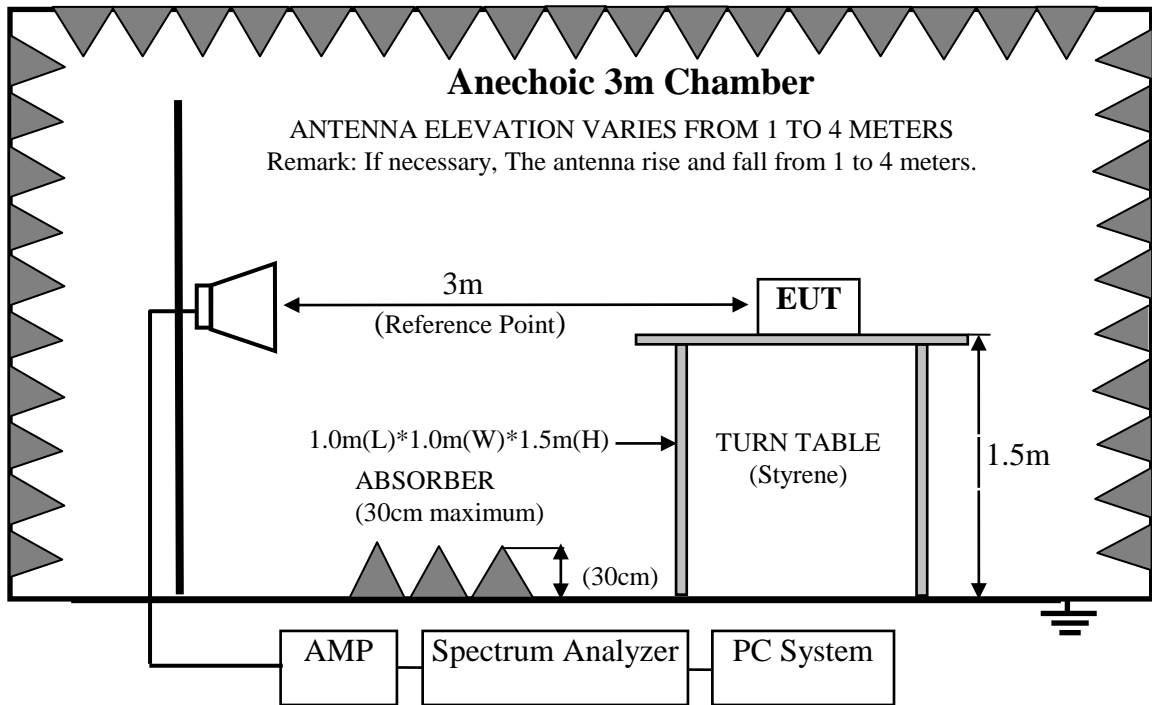 Anechoic 3m Chamber
ANTENNA ELEVATION VARIES FROM 1 TO 4 METERS
Remark: If necessary, The antenna rise and fall from 1 to 4 meters.
3m
(Reference Point)
EUT
1.0m(L)*1.0m(W)*1.5m(H)
TURN TABLE
(Styrene)
1.5m
ABSORBER
(30cm maximum)
(30cm)
AMP
Spectrum Analyzer
PC System